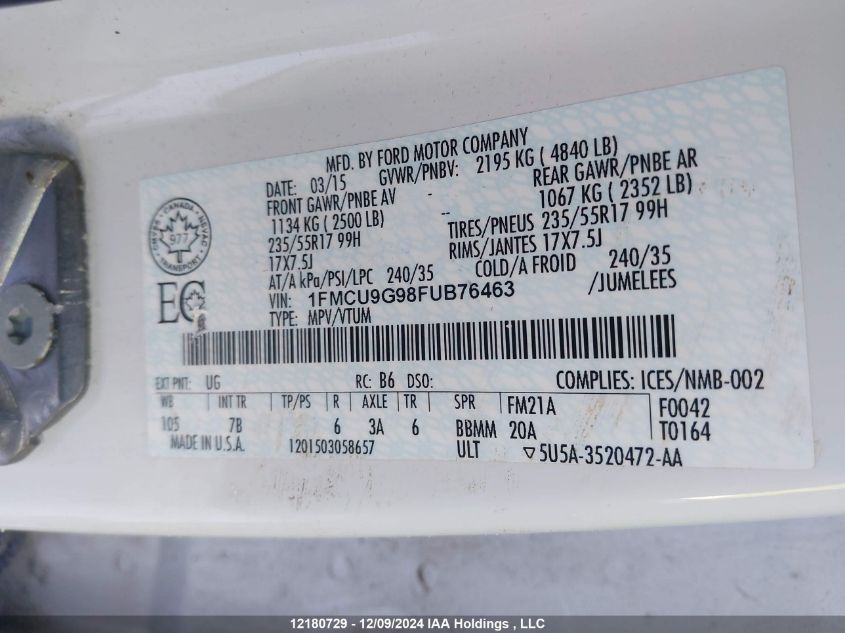 MFD. BY FORD MOTOR COMPANY
DATE: 03/15 GVWR/PNBV: 2195 KG ( 4840 LB)
FRONT GAWR/PNBE AV - REAR GAWR/PNBE AR
1134 KG ( 2500 LB) -- 1067 KG ( 2352 LB)
235/55R17 99H TIRES/PNEUS 235/55R17 99H
17X7.5J RIMS/JANTES 17X7.5J
AT/A kPa/PSI/LPC 240/35 COLD/A FROID 240/35
VIN: 1FMCU9G98FUB76463 /JUMELEES
TYPE: MPV/VTUM
CANADA
977
TRANSPORT
EC
EXT PNT: UG RC: B6 DSO: COMPLIES: ICES/NMB-002
WB INT TR TP/PS R AXLE TR SPR FM21A F0042
105 7B 6 3A 6 BBMM 20A T0164
MADE IN U.S.A. 1201503058657 ULT ▽5U5A-3520472-AA
12180729 - 12/09/2024 IAA Holdings , LLC